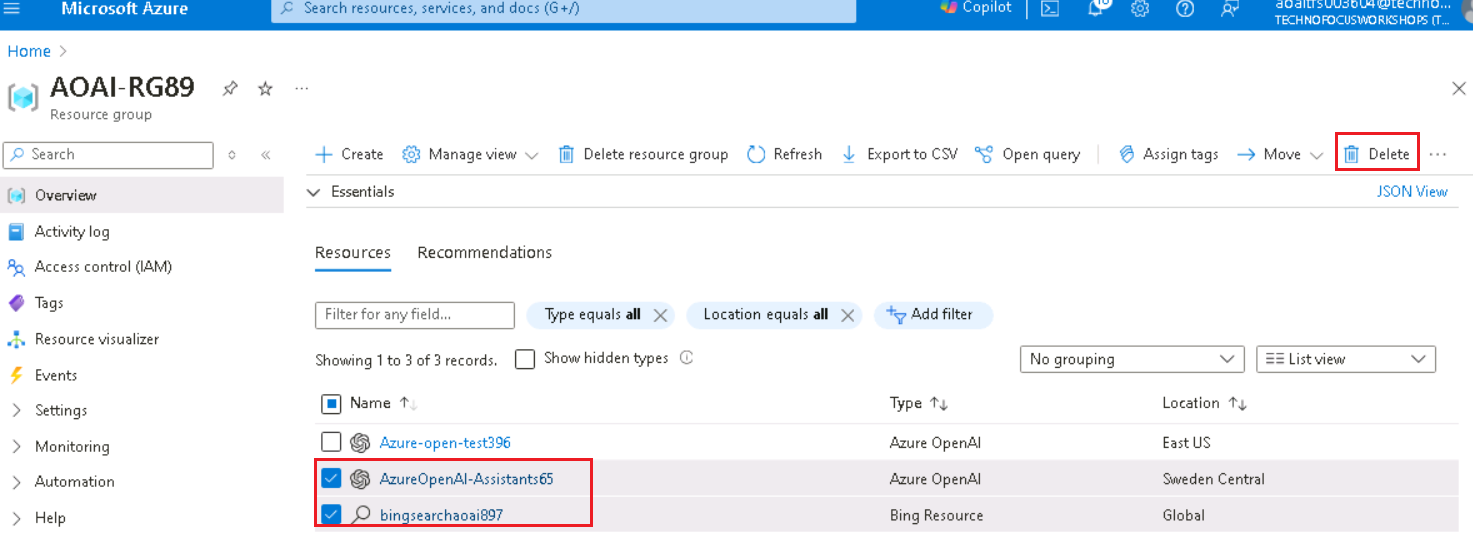 Microsoft Azure
Search resources, services, and docs (G+/)
Copilot
TECHNOFOCUSWORKSHOPS (T...
Home >
AOAI-RG89
...
Resource group
Search
Create
Manage view
Delete resource group
Refresh
Export to CSV
Open query
Assign tags
Move
Delete
...
Overview
Essentials
JSON View
Activity log
Access control (IAM)
Tags
Resource visualizer
Events
Settings
Monitoring
Automation
Help
Resources
Recommendations
Filter for any field...
Type equals all
Location equals all
Add filter
Showing 1 to 3 of 3 records.
Show hidden types
No grouping
List view
Name Type Location
Azure-open-test396 Azure OpenAI East US
AzureOpenAI-Assistants65 Azure OpenAI Sweden Central
bingsearchaoai897 Bing Resource Global